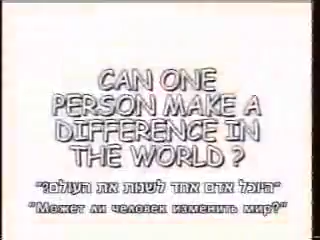 CAN ONE
PERSON MAKE A
DIFFERENCE IN
THE WORLD ?
"היוכל אדם אחד לשנות את העולם?"
"Может ли человек изменить мир?"